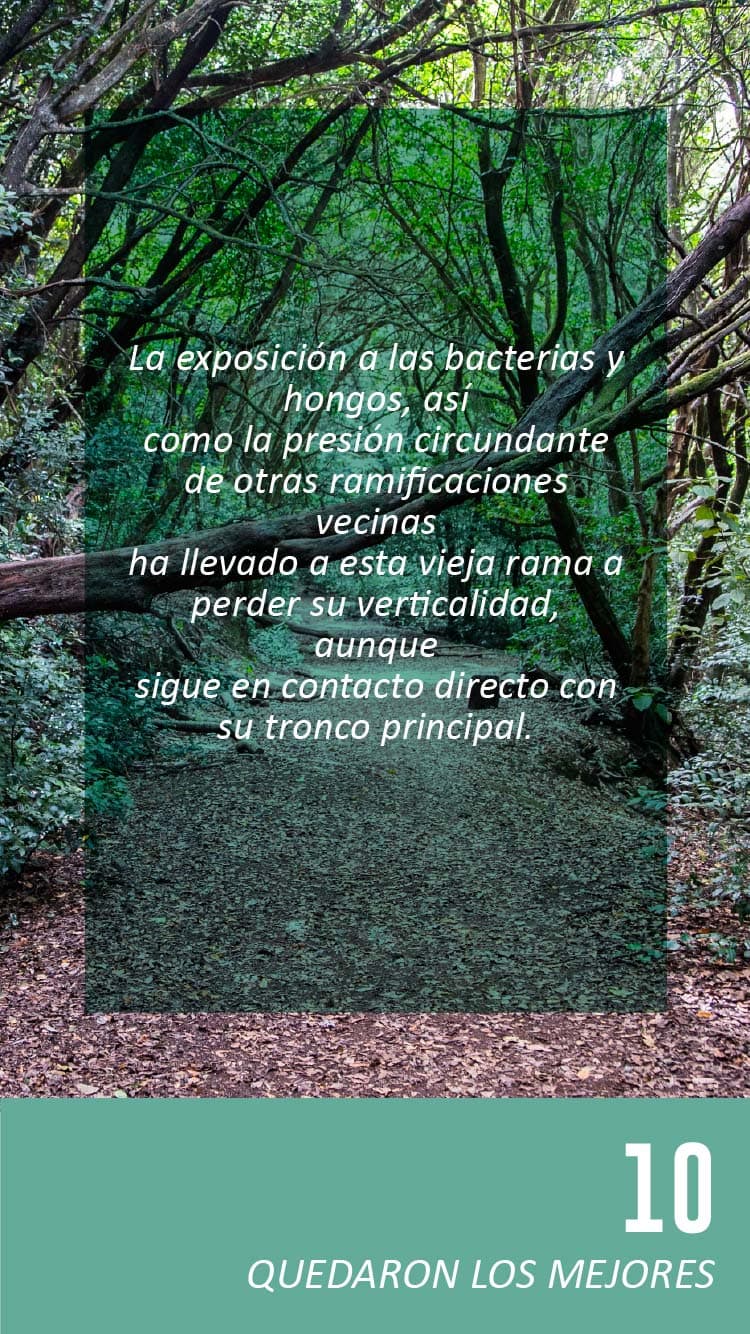 La exposición a las bacterias y
hongos, así
como la presión circundante
de otras ramificaciones
vecinas
ha llevado a esta vieja rama a
perder su verticalidad,
aunque
sigue en contacto directo con
su tronco principal.
10
QUEDARON LOS MEJORES